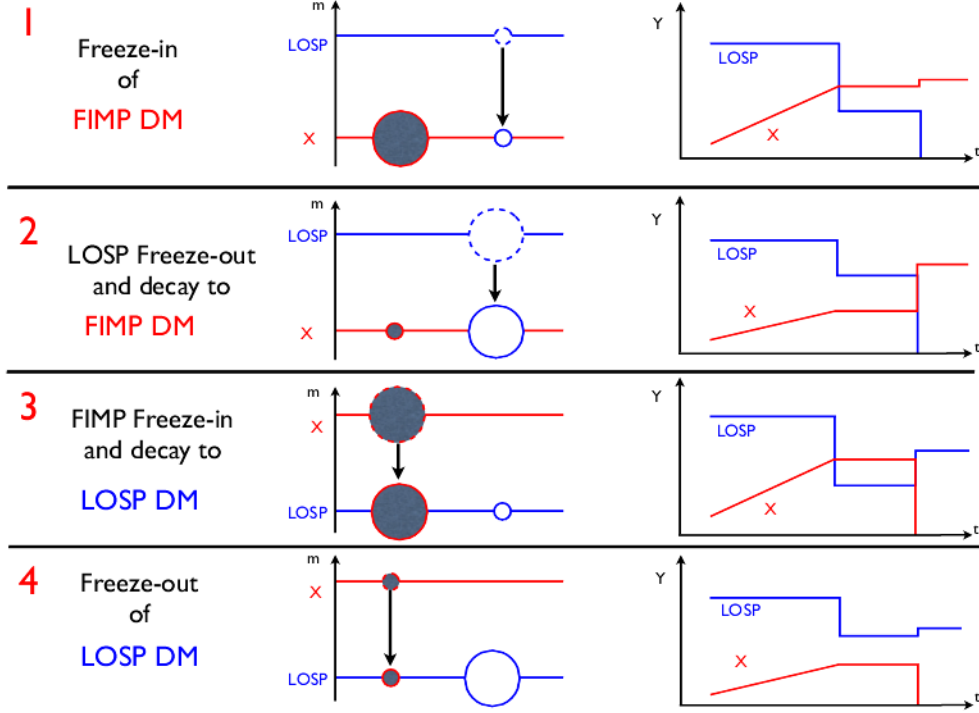 1
Freeze-in
of
FIMP DM
m
LOSP
X
Y
LOSP
X
t
2
LOSP Freeze-out
and decay to
FIMP DM
m
LOSP
X
Y
LOSP
X
t
3
FIMP Freeze-in
and decay to
LOSP DM
m
X
LOSP
Y
LOSP
X
t
4
Freeze-out
of
LOSP DM
m
X
LOSP
Y
LOSP
X
t